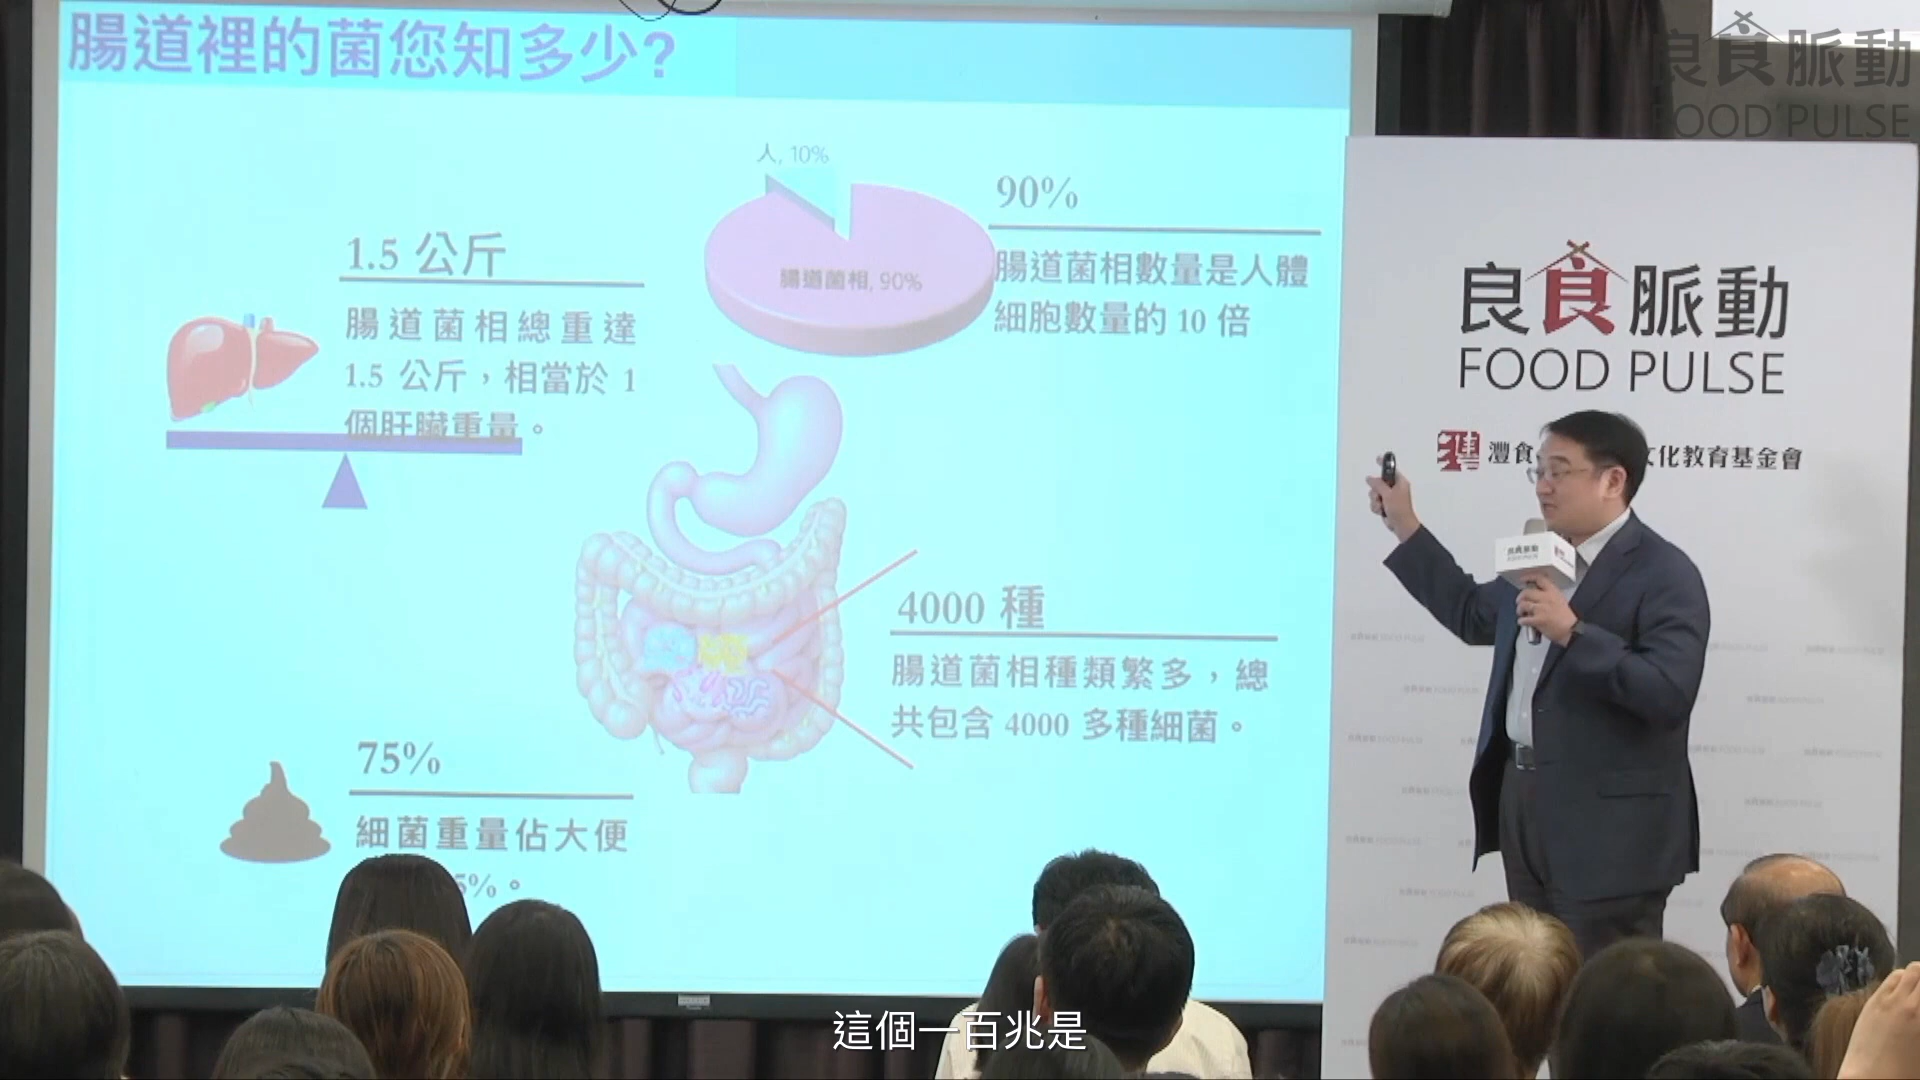 腸道裡的菌您知多少?
良食脈動
FOOD PULSE
人, 10%
腸道菌相, 90%
90%
腸道菌相數量是人體
細胞數量的 10 倍
1.5 公斤
腸道菌相總重達
1.5 公斤，相當於 1
個肝臟重量。
4000 種
腸道菌相種類繁多，總
共包含 4000 多種細菌。
75%
細菌重量佔大便
5%。
良食脈動
FOOD PULSE
灃食
文化教育基金會
良食脈動
這個一百兆是